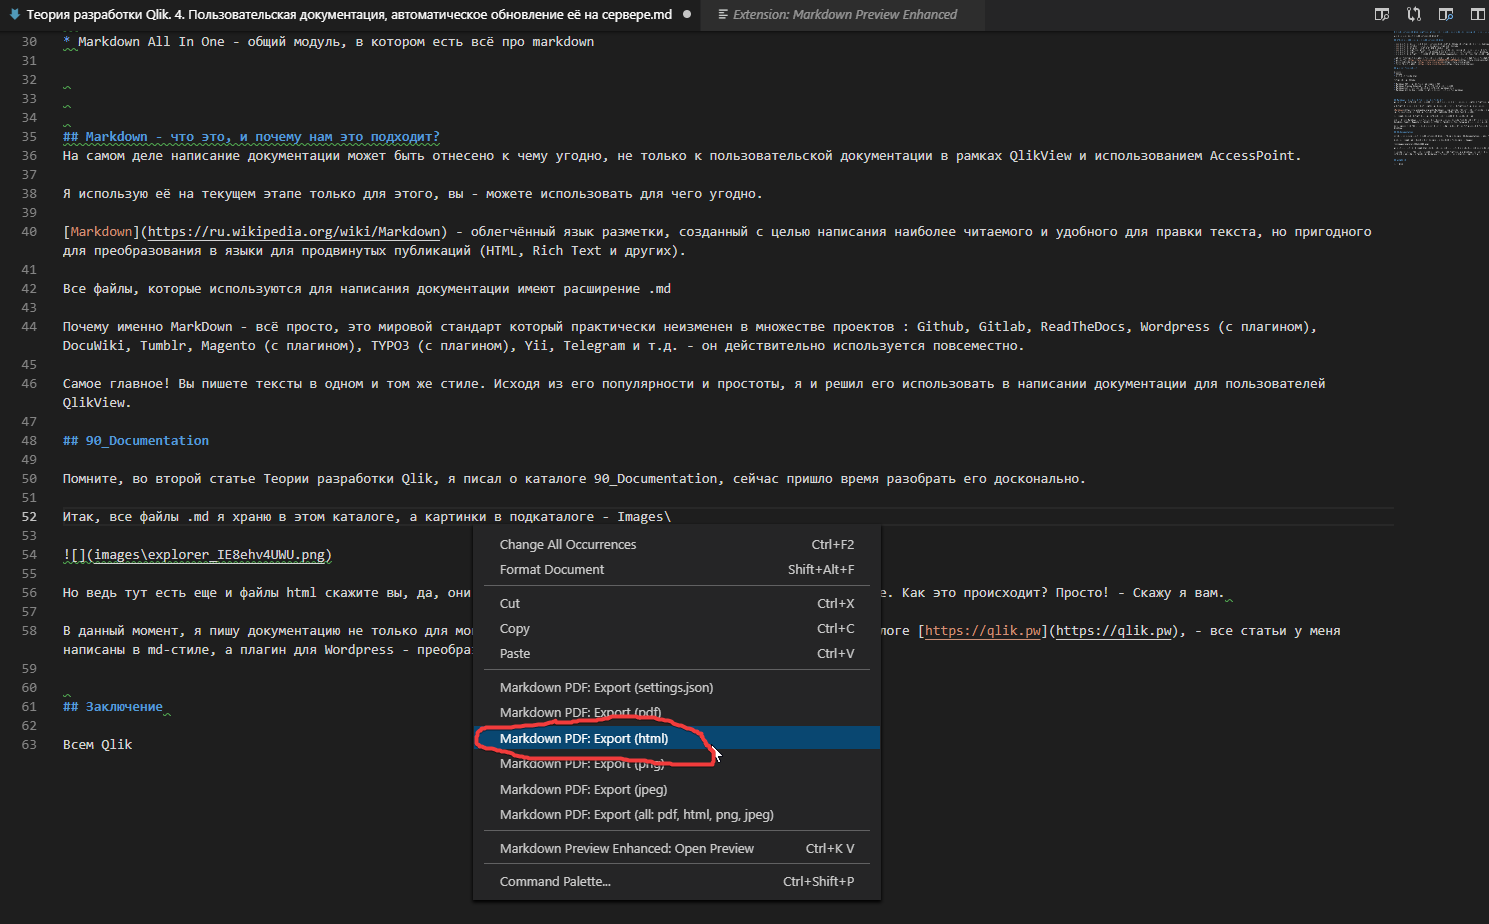 Теория разработки Qlik. 4. Пользовательская документация, автоматическое обновление её на сервере.md ● Extension: Markdown Preview Enhanced
30 * Markdown All In One - общий модуль, в котором есть всё про markdown
31
32
33
34
35 ## Markdown - что это, и почему нам это подходит?
36 На самом деле написание документации может быть отнесено к чему угодно, не только к пользовательской документации в рамках QlikView и использованием AccessPoint.
37
38 Я использую её на текущем этапе только для этого, вы - можете использовать для чего угодно.
39
40 [Markdown](https://ru.wikipedia.org/wiki/Markdown) - облегчённый язык разметки, созданный с целью написания наиболее читаемого и удобного для правки текста, но пригодного
для преобразования в языки для продвинутых публикаций (HTML, Rich Text и других).
41
42 Все файлы, которые используются для написания документации имеют расширение .md
43
44 Почему именно MarkDown - всё просто, это мировой стандарт который практически неизменен в множестве проектов : Github, Gitlab, ReadTheDocs, Wordpress (с плагином),
DocuWiki, Tumblr, Magento (с плагином), TYPO3 (с плагином), Yii, Telegram и т.д. - он действительно используется повсеместно.
45
46 Самое главное! Вы пишете тексты в одном и том же стиле. Исходя из его популярности и простоты, я и решил его использовать в написании документации для пользователей
QlikView.
47
48 ## 90_Documentation
49
50 Помните, во второй статье Теории разработки Qlik, я писал о каталоге 90_Documentation, сейчас пришло время разобрать его досконально.
51
52 Итак, все файлы .md я храню в этом каталоге, а картинки в подкаталоге - Images\
53
54 ![](images\explorer_IE8ehv4UWU.png)
55
56 Но ведь тут есть еще и файлы html скажите вы, да, они е. Как это происходит? Просто! - Скажу я вам.
57
58 В данный момент, я пишу документацию не только для мо логе [https://qlik.pw](https://qlik.pw), - все статьи у меня
написаны в md-стиле, а плагин для Wordpress - преобра
59
60
61 ## Заключение
62
63 Всем Qlik
Change All Occurrences Ctrl+F2
Format Document Shift+Alt+F
Cut Ctrl+X
Copy Ctrl+C
Paste Ctrl+V
Markdown PDF: Export (settings.json)
Markdown PDF: Export (pdf)
Markdown PDF: Export (html)
Markdown PDF: Export (png)
Markdown PDF: Export (jpeg)
Markdown PDF: Export (all: pdf, html, png, jpeg)
Markdown Preview Enhanced: Open Preview Ctrl+K V
Command Palette... Ctrl+Shift+P